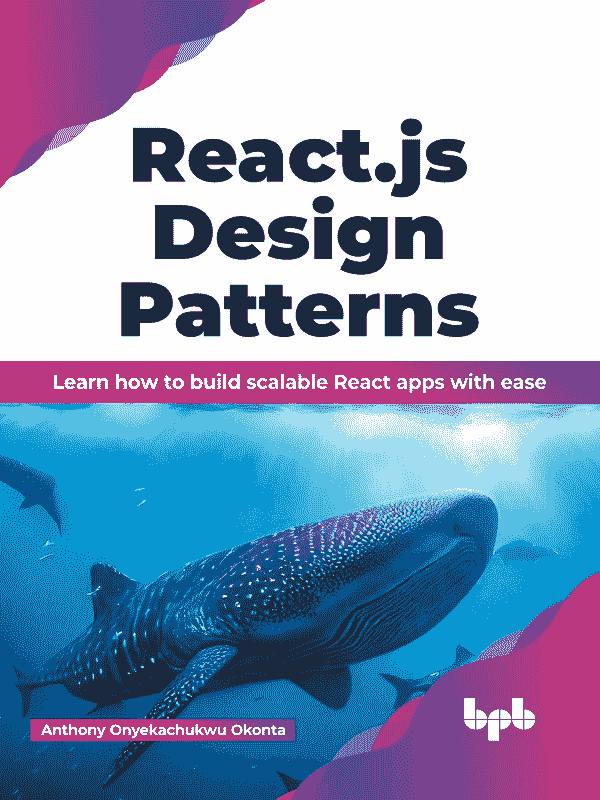 React.js
Design
Patterns
Learn how to build scalable React apps with ease
Anthony Onyekachukwu Okonta
bpb